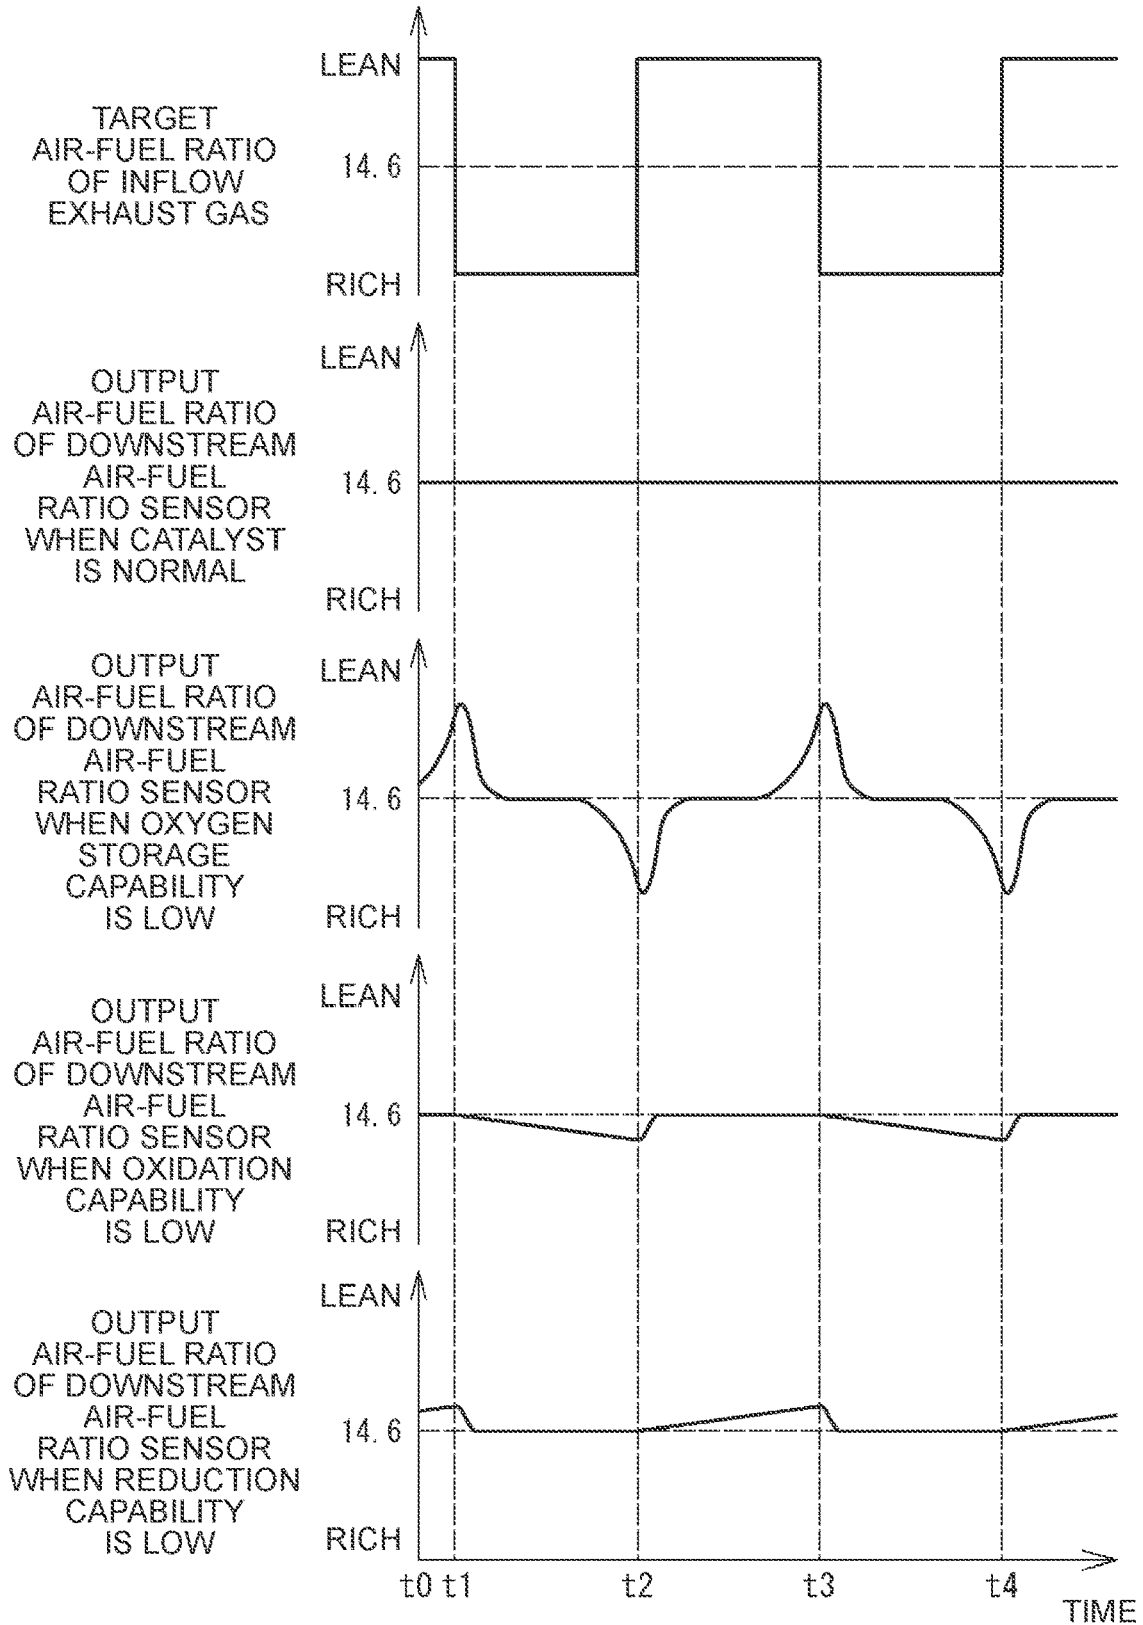 TARGET
AIR-FUEL RATIO
OF INFLOW
EXHAUST GAS
LEAN
14.6
RICH
OUTPUT
AIR-FUEL RATIO
OF DOWNSTREAM
AIR-FUEL
RATIO SENSOR
WHEN CATALYST
IS NORMAL
LEAN
14.6
RICH
OUTPUT
AIR-FUEL RATIO
OF DOWNSTREAM
AIR-FUEL
RATIO SENSOR
WHEN OXYGEN
STORAGE
CAPABILITY
IS LOW
LEAN
14.6
RICH
OUTPUT
AIR-FUEL RATIO
OF DOWNSTREAM
AIR-FUEL
RATIO SENSOR
WHEN OXIDATION
CAPABILITY
IS LOW
LEAN
14.6
RICH
OUTPUT
AIR-FUEL RATIO
OF DOWNSTREAM
AIR-FUEL
RATIO SENSOR
WHEN REDUCTION
CAPABILITY
IS LOW
LEAN
14.6
RICH
t0 t1 t2 t3 t4
TIME